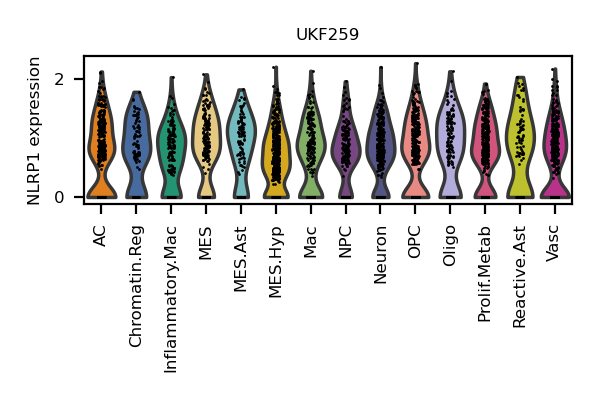 UKF259
NLRP1 expression
2
0
AC
Chromatin.Reg
Inflammatory.Mac
MES
MES.Ast
MES.Hyp
Mac
NPC
Neuron
OPC
Oligo
Prolif.Metab
Reactive.Ast
Vasc